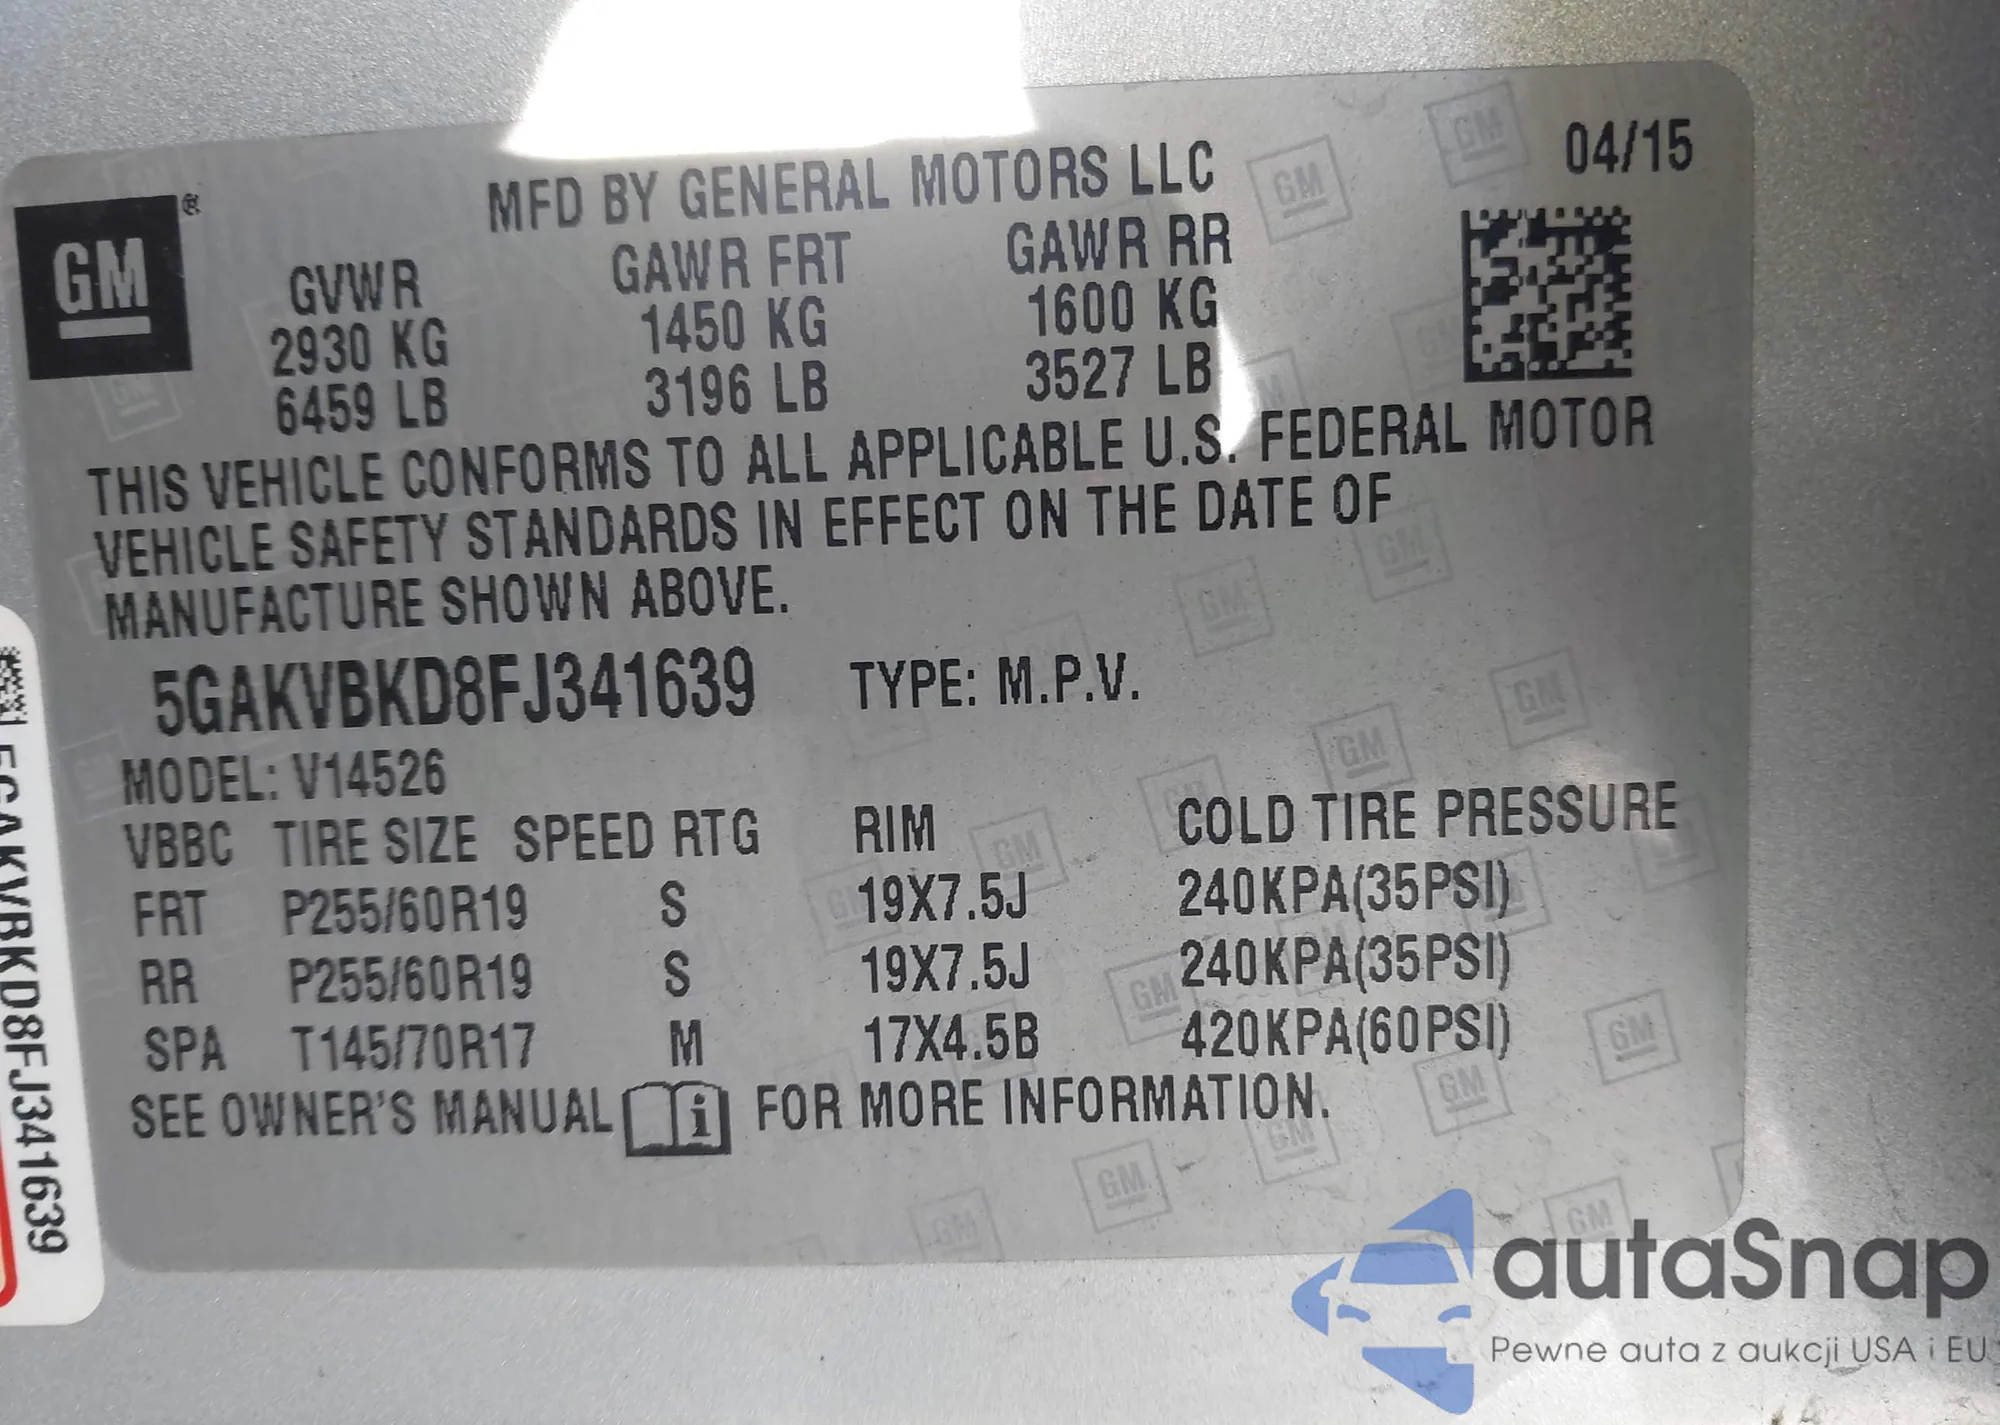 04/15
GM ®
MFD BY GENERAL MOTORS LLC
GVWR GAWR FRT GAWR RR
2930 KG 1450 KG 1600 KG
6459 LB 3196 LB 3527 LB
THIS VEHICLE CONFORMS TO ALL APPLICABLE U.S. FEDERAL MOTOR
VEHICLE SAFETY STANDARDS IN EFFECT ON THE DATE OF
MANUFACTURE SHOWN ABOVE.
5GAKVBKD8FJ341639 TYPE: M.P.V.
MODEL: V14526
VBBC TIRE SIZE SPEED RTG RIM COLD TIRE PRESSURE
FRT P255/60R19 S 19X7.5J 240KPA(35PSI)
RR P255/60R19 S 19X7.5J 240KPA(35PSI)
SPA T145/70R17 M 17X4.5B 420KPA(60PSI)
SEE OWNER'S MANUAL i FOR MORE INFORMATION.
5GAKVBKD8FJ341639
autaSnap
Pewne auta z aukcji USA i EU